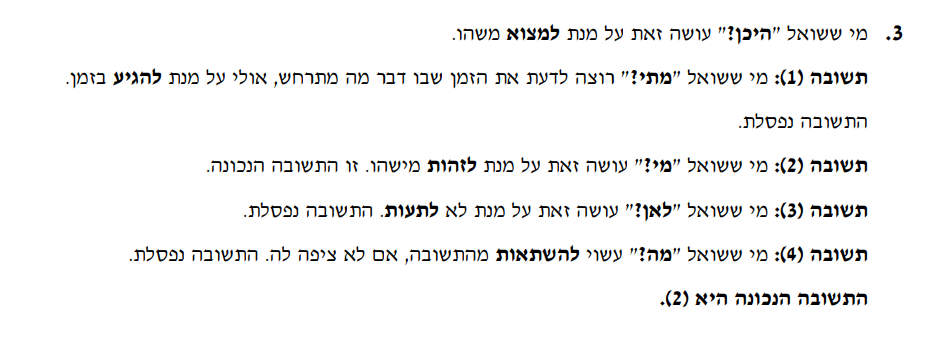 3. מי ששואל "היכן?" עושה זאת על מנת למצוא משהו.
תשובה (1): מי ששואל "מתי?" רוצה לדעת את הזמן שבו דבר מה מתרחש, אולי על מנת להגיע בזמן.
התשובה נפסלת.
תשובה (2): מי ששואל "מי?" עושה זאת על מנת לזהות מישהו. זו התשובה הנכונה.
תשובה (3): מי ששואל "לאן?" עושה זאת על מנת לא לתעות. התשובה נפסלת.
תשובה (4): מי ששואל "מה?" עשוי להשתאות מהתשובה, אם לא ציפה לה. התשובה נפסלת.
התשובה הנכונה היא (2).